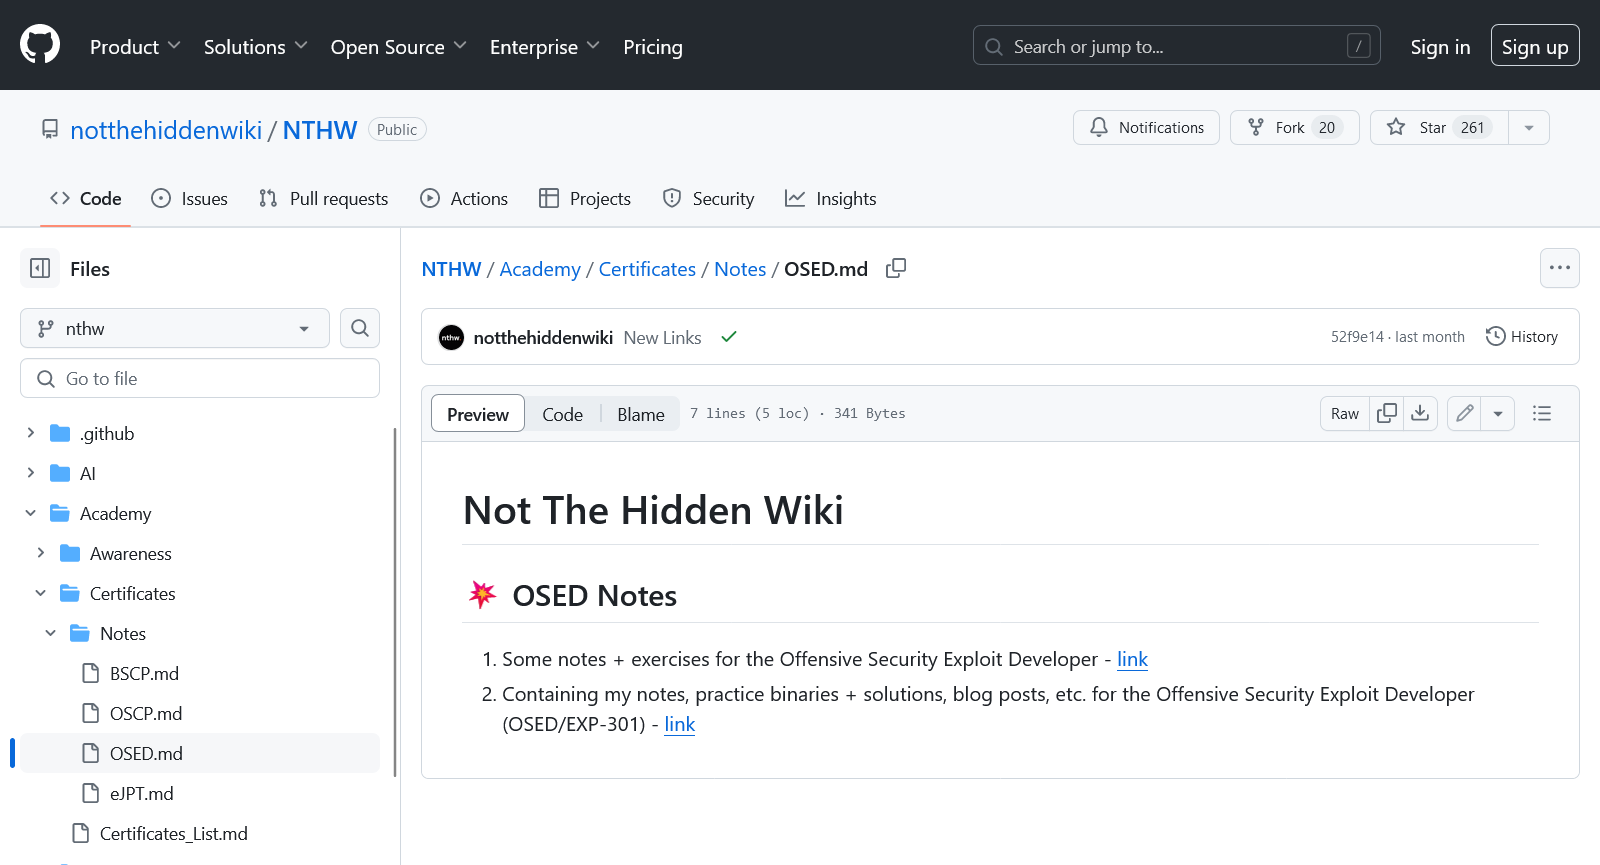 Product Solutions Open Source Enterprise Pricing Search or jump to... / Sign in Sign up
notthehiddenwiki / NTHW Public Notifications Fork 20 Star 261
Code Issues Pull requests Actions Projects Security Insights
Files
nthw
Go to file
.github
AI
Academy
Awareness
Certificates
Notes
BSCP.md
OSCP.md
OSED.md
eJPT.md
Certificates_List.md
NTHW / Academy / Certificates / Notes / OSED.md
nthw notthehiddenwiki New Links 52f9e14 · last month History
Preview Code Blame 7 lines (5 loc) · 341 Bytes Raw
Not The Hidden Wiki
💥 OSED Notes
1. Some notes + exercises for the Offensive Security Exploit Developer - link
2. Containing my notes, practice binaries + solutions, blog posts, etc. for the Offensive Security Exploit Developer
(OSED/EXP-301) - link